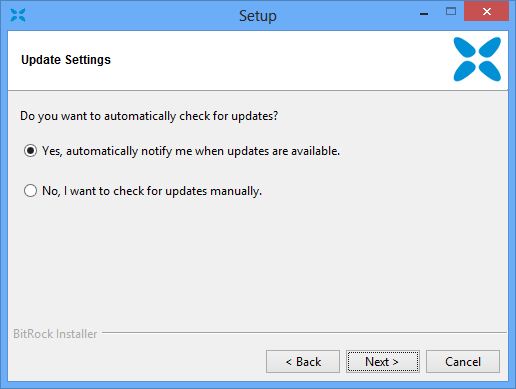 Setup
Update Settings
Do you want to automatically check for updates?
Yes, automatically notify me when updates are available.
No, I want to check for updates manually.
BitRock Installer
< Back
Next >
Cancel